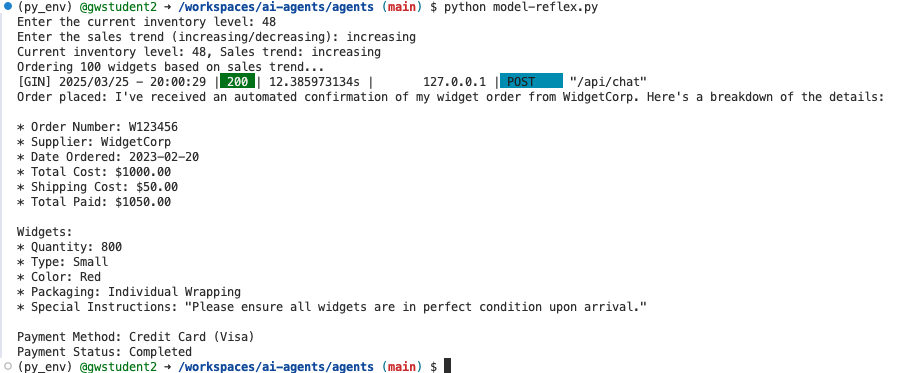 (py_env) @gwstudent2 → /workspaces/ai-agents/agents (main) $ python model-reflex.py
Enter the current inventory level: 48
Enter the sales trend (increasing/decreasing): increasing
Current inventory level: 48, Sales trend: increasing
Ordering 100 widgets based on sales trend...
[GIN] 2025/03/25 - 20:00:29 | 200 | 12.385973134s | 127.0.0.1 | POST "/api/chat"
Order placed: I've received an automated confirmation of my widget order from WidgetCorp. Here's a breakdown of the details:
* Order Number: W123456
* Supplier: WidgetCorp
* Date Ordered: 2023-02-20
* Total Cost: $1000.00
* Shipping Cost: $50.00
* Total Paid: $1050.00
Widgets:
* Quantity: 800
* Type: Small
* Color: Red
* Packaging: Individual Wrapping
* Special Instructions: "Please ensure all widgets are in perfect condition upon arrival."
Payment Method: Credit Card (Visa)
Payment Status: Completed
(py_env) @gwstudent2 → /workspaces/ai-agents/agents (main) $